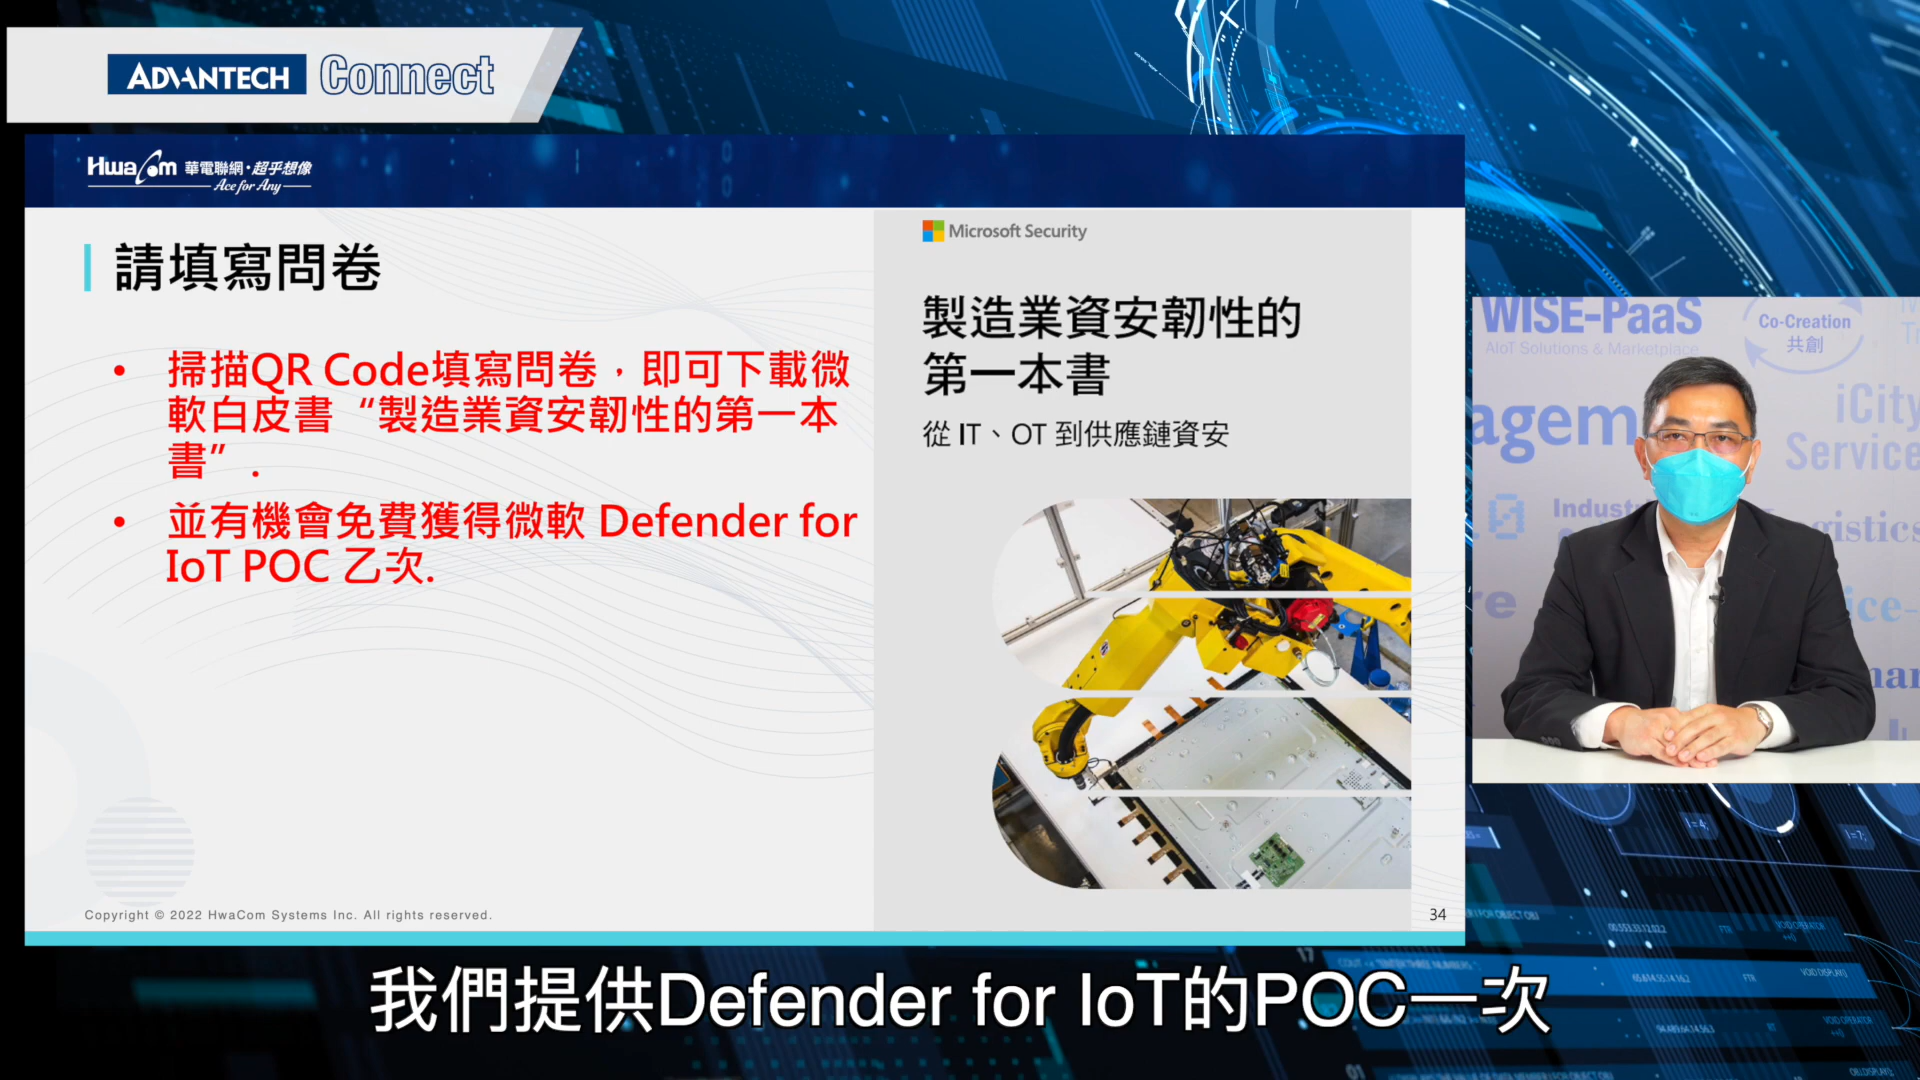 ADVANTECH Connect
HwaCom 華電聯網・超乎想像
Ace for Any
請填寫問卷
• 掃描QR Code填寫問卷，即可下載微
軟白皮書“製造業資安韌性的第一本
書”.
• 並有機會免費獲得微軟 Defender for
IoT POC 乙次.
Copyright © 2022 HwaCom Systems Inc. All rights reserved.
Microsoft Security
製造業資安韌性的
第一本書
從 IT、OT 到供應鏈資安
34
WISE-PaaS
AIoT Solutions & Marketplace
Co-Creation
共創
agem
iCity
Service
Indust
gistics
re
ice-
我們提供Defender for IoT的POC一次